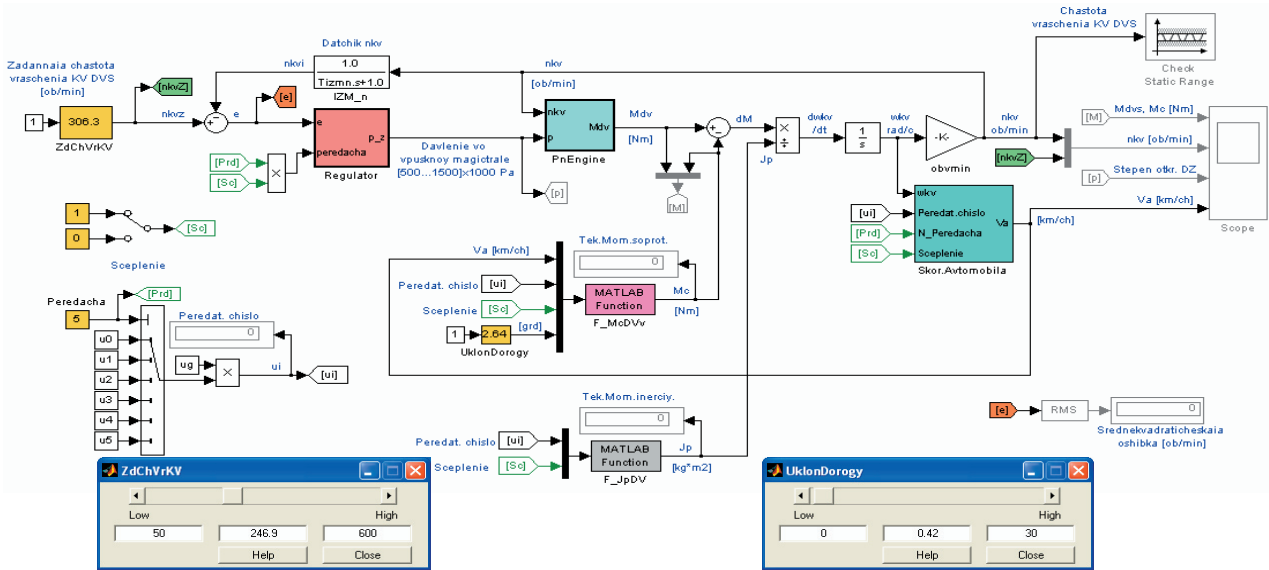 Chastota
vraschenia KV DVS
Check
Static Range
Datchik nkv
nkvi
1.0
Tizmn.s+1.0
IZM_n
nkv
[ob/min]
Zadannaia chastota
vraschenia KV DVS
[ob/min]
1
306.3
ZdChVrKV
[nkvZ]
nkvz
e
[e]
e
peredacha
p_z
Regulator
[Prd]
[Sc]
×
Davlenie vo
vpusknoy magictrale
[500...1500]x1000 Pa
[p]
nkv
p
Mdv
PnEngine
Mdv
[Nm]
[M]
dM
Jp
×
÷
dwkv
/dt
1
s
wkv
rad/c
-K-
obvmin
nkv
ob/min
[nkvZ]
[M]
Mdvs, Mc [Nm]
nkv [ob/min]
[p]
Stepen otkr. DZ
Va [km/ch]
Scope
[ui]
[Prd]
[Sc]
wkv
Peredat.chislo
N_Peredacha
Sceplenie
Va
Skor.Avtomobila
[km/ch]
1
0
[Sc]
Sceplenie
Va [km/ch]
Peredat. chislo
[ui]
Sceplenie
[Sc]
1
2.64
[grd]
UklonDorogy
Tek.Mom.soprot.
0
MATLAB
Function
F_McDVv
Mc
[Nm]
Peredacha
[Prd]
5
u0
u1
u2
u3
u4
u5
Peredat. chislo
0
ug
×
ui
[ui]
Tek.Mom.inerciy.
0
Peredat. chislo
[ui]
Sceplenie
[Sc]
MATLAB
Function
F_JpDV
Jp
[kg*m2]
[e]
RMS
0
Srednekvadraticheskaia
oshibka [ob/min]
ZdChVrKV
Low
High
50
246.9
600
Help
Close
UklonDorogy
Low
High
0
0.42
30
Help
Close